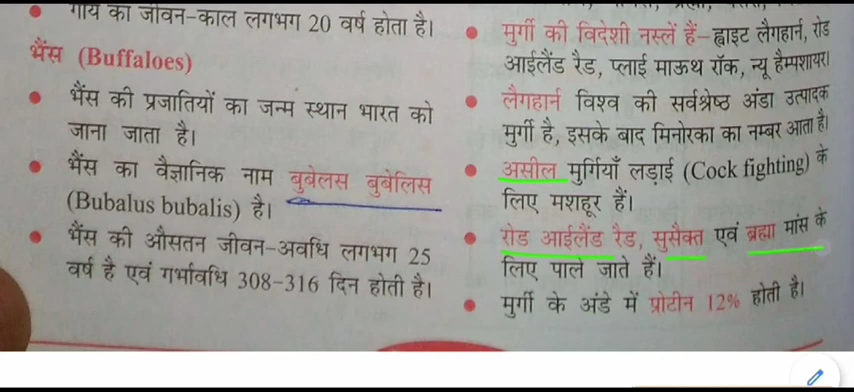 गाय का जीवन-काल लगभग 20 वर्ष होता है।
भैंस (Buffaloes)
भैंस की प्रजातियों का जन्म स्थान भारत को
जाना जाता है।
भैंस का वैज्ञानिक नाम बुबेलस बुबेलिस
(Bubalus bubalis) है।
भैंस की औसतन जीवन-अवधि लगभग 25
वर्ष है एवं गर्भावधि 308-316 दिन होती है।
मुर्गी की विदेशी नस्लें हैं-ह्वाइट लैगहार्न, रोड
आईलैंड रैड, प्लाई माऊथ रॉक, न्यू हैम्पशायर।
लैगहार्न विश्व की सर्वश्रेष्ठ अंडा उत्पादक
मुर्गी है, इसके बाद मिनोरका का नम्बर आता है।
असील मुर्गियाँ लड़ाई (Cock fighting) के
लिए मशहूर हैं।
रोड आईलैंड रैड, सुसैक्त एवं ब्रह्मा मांस के
लिए पाले जाते हैं।
मुर्गी के अंडे में प्रोटीन 12% होती है।